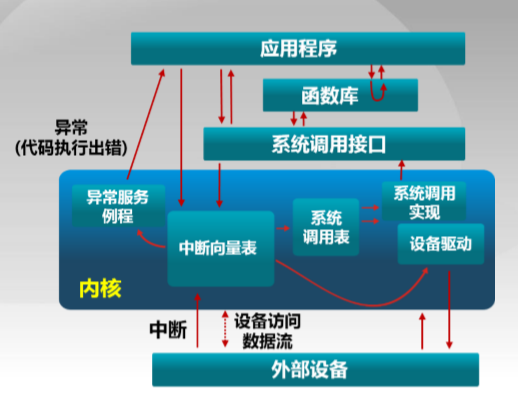 应用程序
函数库
异常
(代码执行出错)
系统调用接口
异常服务
例程
中断向量表
系统
调用表
系统调用
实现
设备驱动
内核
中断
设备访问
数据流
外部设备